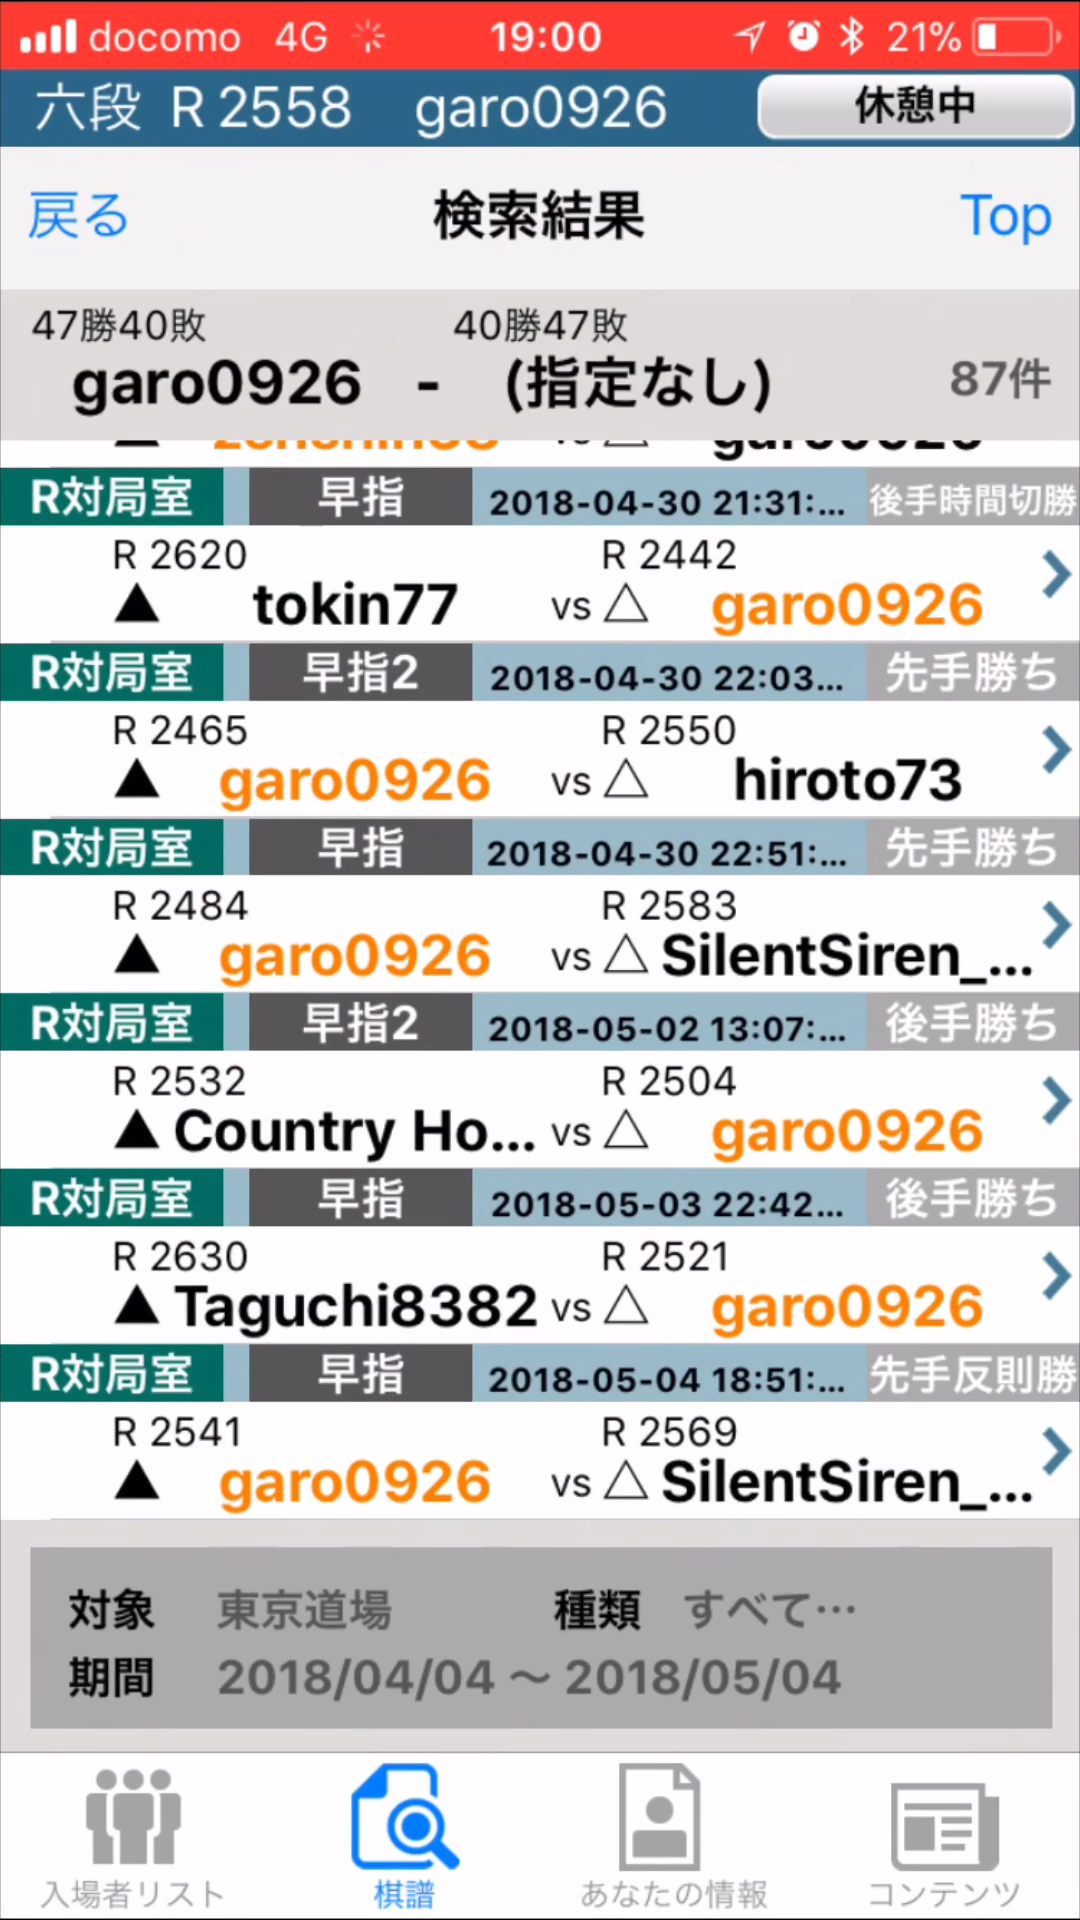 docomo 4G 19:00 21%
六段 R 2558 garo0926 休憩中
戻る 検索結果 Top
47勝40敗 40勝47敗
garo0926 - (指定なし) 87件
R対局室 早指 2018-04-30 21:31:... 後手時間切勝
R 2620 R 2442
▲ tokin77 vs △ garo0926
R対局室 早指2 2018-04-30 22:03... 先手勝ち
R 2465 R 2550
▲ garo0926 vs △ hiroto73
R対局室 早指 2018-04-30 22:51:... 先手勝ち
R 2484 R 2583
▲ garo0926 vs △ SilentSiren_...
R対局室 早指2 2018-05-02 13:07:... 後手勝ち
R 2532 R 2504
▲ Country Ho... vs △ garo0926
R対局室 早指 2018-05-03 22:42... 後手勝ち
R 2630 R 2521
▲ Taguchi8382 vs △ garo0926
R対局室 早指 2018-05-04 18:51:... 先手反則勝
R 2541 R 2569
▲ garo0926 vs △ SilentSiren_...
対象 東京道場 種類 すべて…
期間 2018/04/04 〜 2018/05/04
入場者リスト 棋譜 あなたの情報 コンテンツ